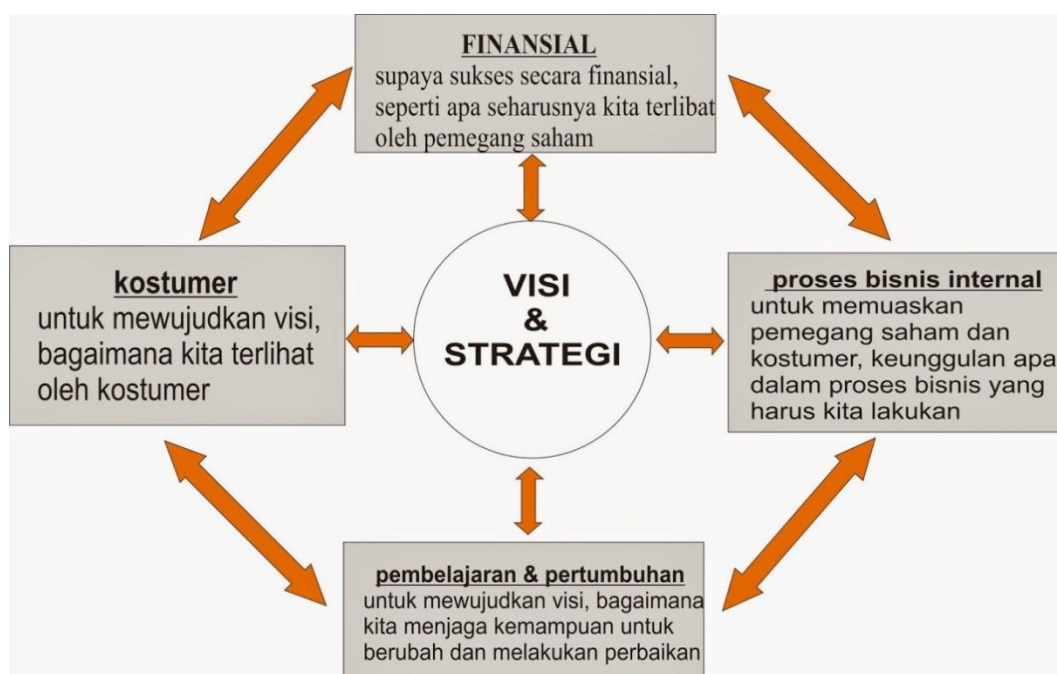 FINANSIAL
supaya sukses secara finansial,
seperti apa seharusnya kita terlibat
oleh pemegang saham
kostumer
untuk mewujudkan visi,
bagaimana kita terlihat
oleh kostumer
VISI
&
STRATEGI
proses bisnis internal
untuk memuaskan
pemegang saham dan
kostumer, keunggulan apa
dalam proses bisnis yang
harus kita lakukan
pembelajaran & pertumbuhan
untuk mewujudkan visi, bagaimana
kita menjaga kemampuan untuk
berubah dan melakukan perbaikan